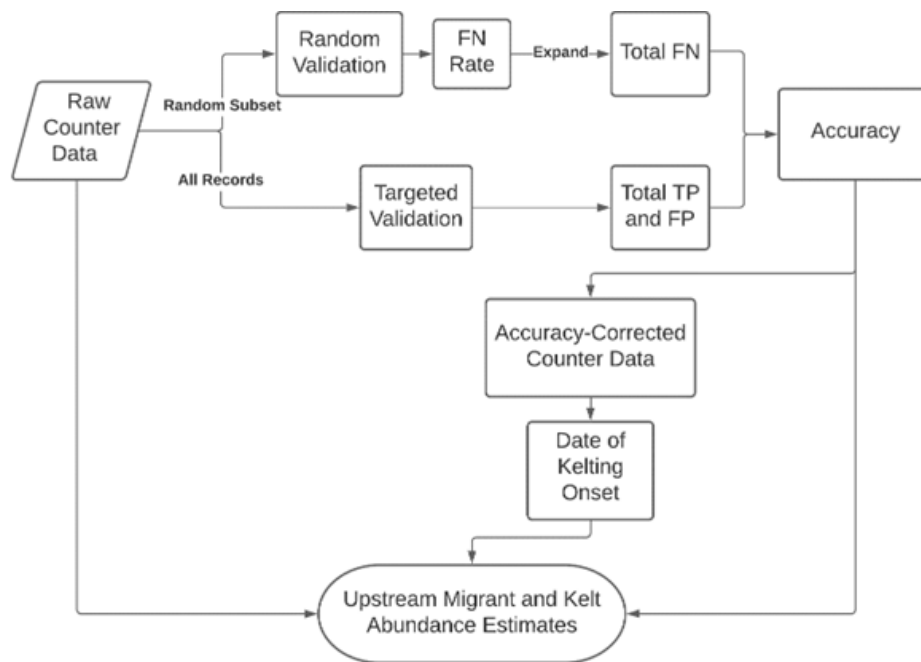 Raw
Counter
Data
Random Subset
All Records
Random
Validation
FN
Rate
Expand
Total FN
Targeted
Validation
Total TP
and FP
Accuracy
Accuracy-Corrected
Counter Data
Date of
Kelting
Onset
Upstream Migrant and Kelt
Abundance Estimates